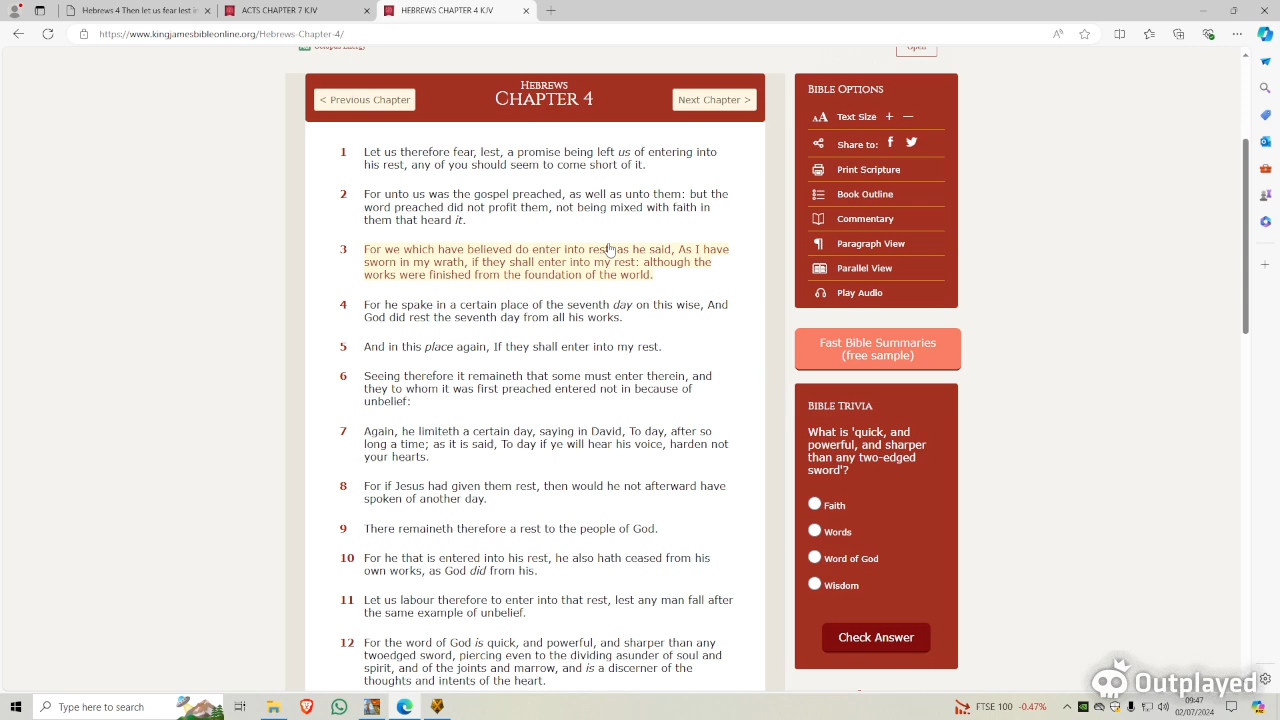 Hebrews 4 Then let us fear lest in
ACTS CHAPTER 7 KJV
HEBREWS CHAPTER 4 KJV
https://www.kingjamesbibleonline.org/Hebrews-Chapter-4/
Octopus Energy
Open
HEBREWS
< Previous Chapter
CHAPTER 4
Next Chapter >
1 Let us therefore fear, lest, a promise being left us of entering into
his rest, any of you should seem to come short of it.
2 For unto us was the gospel preached, as well as unto them: but the
word preached did not profit them, not being mixed with faith in
them that heard it.
3 For we which have believed do enter into rest, as he said, As I have
sworn in my wrath, if they shall enter into my rest: although the
works were finished from the foundation of the world.
4 For he spake in a certain place of the seventh day on this wise, And
God did rest the seventh day from all his works.
5 And in this place again, If they shall enter into my rest.
6 Seeing therefore it remaineth that some must enter therein, and
they to whom it was first preached entered not in because of
unbelief:
7 Again, he limiteth a certain day, saying in David, To day, after so
long a time; as it is said, To day if ye will hear his voice, harden not
your hearts.
8 For if Jesus had given them rest, then would he not afterward have
spoken of another day.
9 There remaineth therefore a rest to the people of God.
10 For he that is entered into his rest, he also hath ceased from his
own works, as God did from his.
11 Let us labour therefore to enter into that rest, lest any man fall after
the same example of unbelief.
12 For the word of God is quick, and powerful, and sharper than any
twoedged sword, piercing even to the dividing asunder of soul and
spirit, and of the joints and marrow, and is a discerner of the
thoughts and intents of the heart.
BIBLE OPTIONS
AA Text Size + —
Share to:
Print Scripture
Book Outline
Commentary
Paragraph View
Parallel View
Play Audio
Fast Bible Summaries
(free sample)
BIBLE TRIVIA
What is 'quick, and
powerful, and sharper
than any two-edged
sword'?
Faith
Words
Word of God
Wisdom
Check Answer
Outplayed
Type here to search
FTSE 100 -0.47%
09:47
02/07/2024